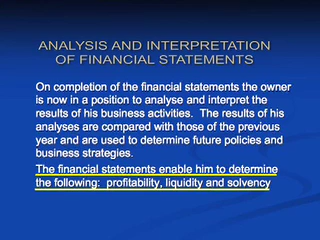 ANALYSIS AND INTERPRETATION
OF FINANCIAL STATEMENTS
On completion of the financial statements the owner
is now in a position to analyse and interpret the
results of his business activities.  The results of his
analyses are compared with those of the previous
year and are used to determine future policies and
business strategies.
The financial statements enable him to determine
the following:  profitability, liquidity and solvency